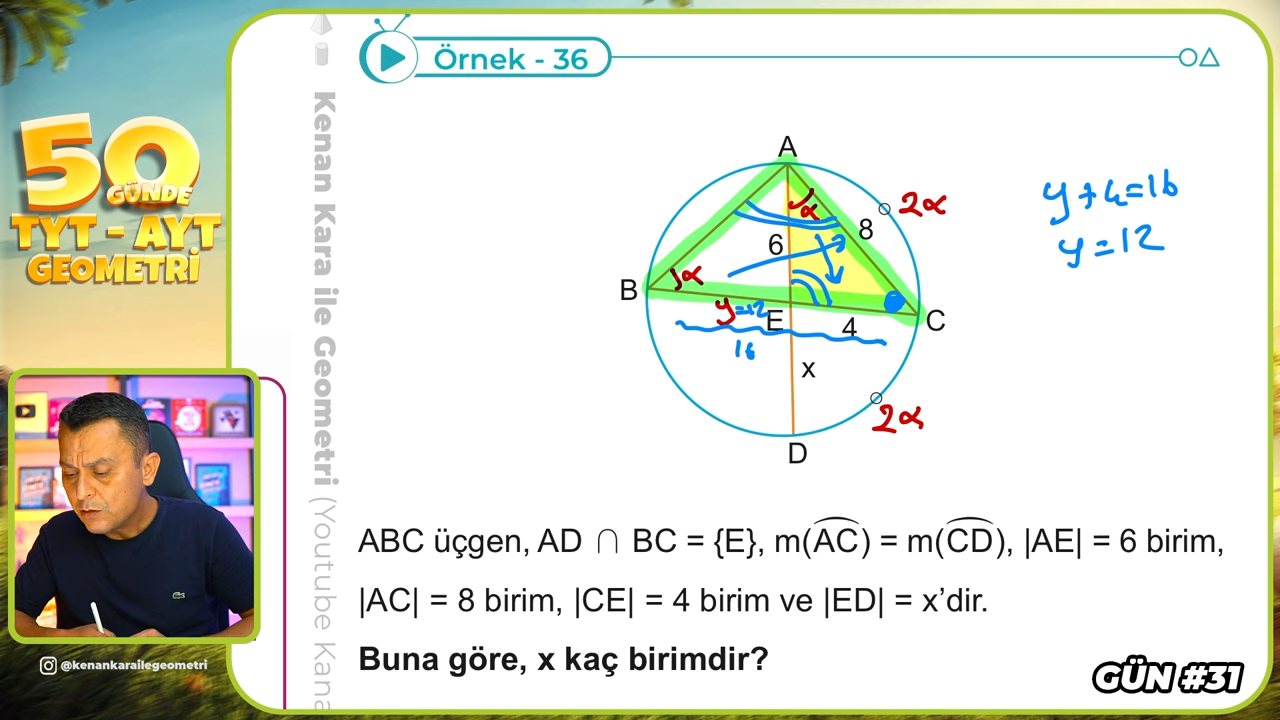 50
GÜNDE
TYT - AYT
GEOMETRİ
Örnek - 36
Kenan Kara ile Geometri (Youtube Kana
A
2α
α
8
6
α
B
y=12
E
4
C
16
x
2α
D
y+4=16
y=12
ABC üçgen, AD ∩ BC = {E}, m(AC) = m(CD), |AE| = 6 birim,
|AC| = 8 birim, |CE| = 4 birim ve |ED| = x’dir.
Buna göre, x kaç birimdir?
@kenankarailegeometri
GÜN #31